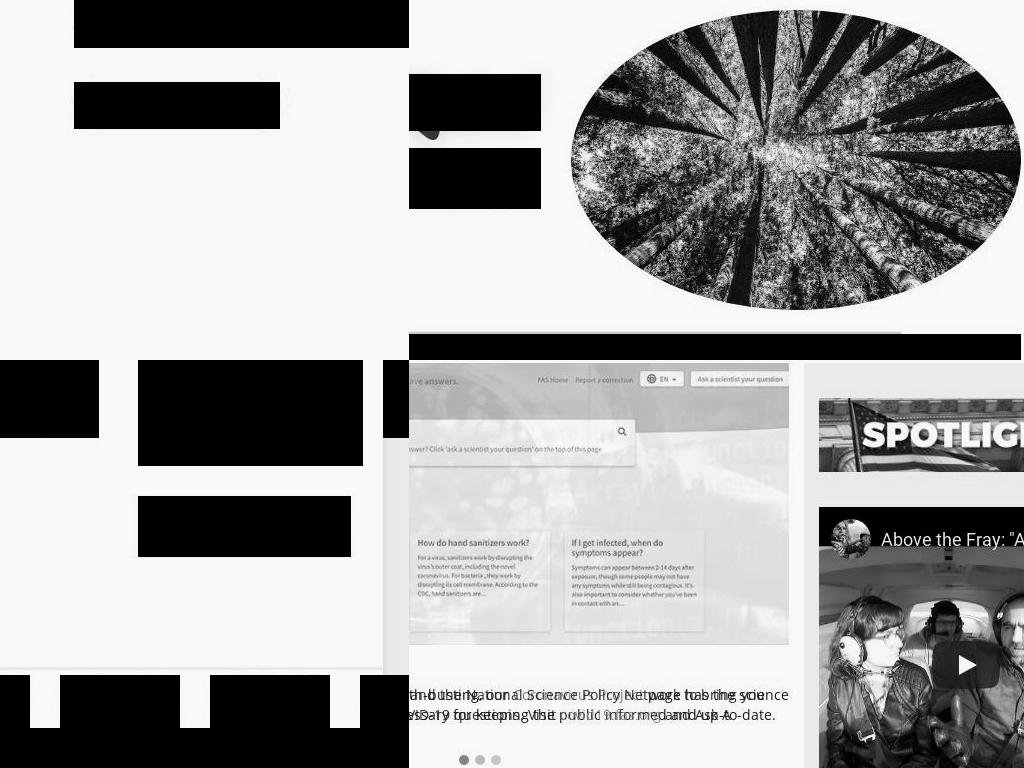 ave answers.
FAS Home Report a correction EN Ask a scientist your question
SPOTLIG
swer? Click 'ask a scientist your question' on the top of this page
Above the Fray: "A
How do hand sanitizers work?
For a virus, sanitizers work by disrupting the
virus's outer coat, including the novel
coronavirus. For bacteria, they work by
disrupting its cell membrane. According to the
CDC, hand sanitizers are...
If I get infected, when do
symptoms appear?
Symptoms can appear between 2-14 days after
exposure, though some people may not have
any symptoms while still being contagious. It's
also important to consider whether you've been
in contact with an...
National Science Policy Network to bring you
for keeping the public informed and up-to-date.